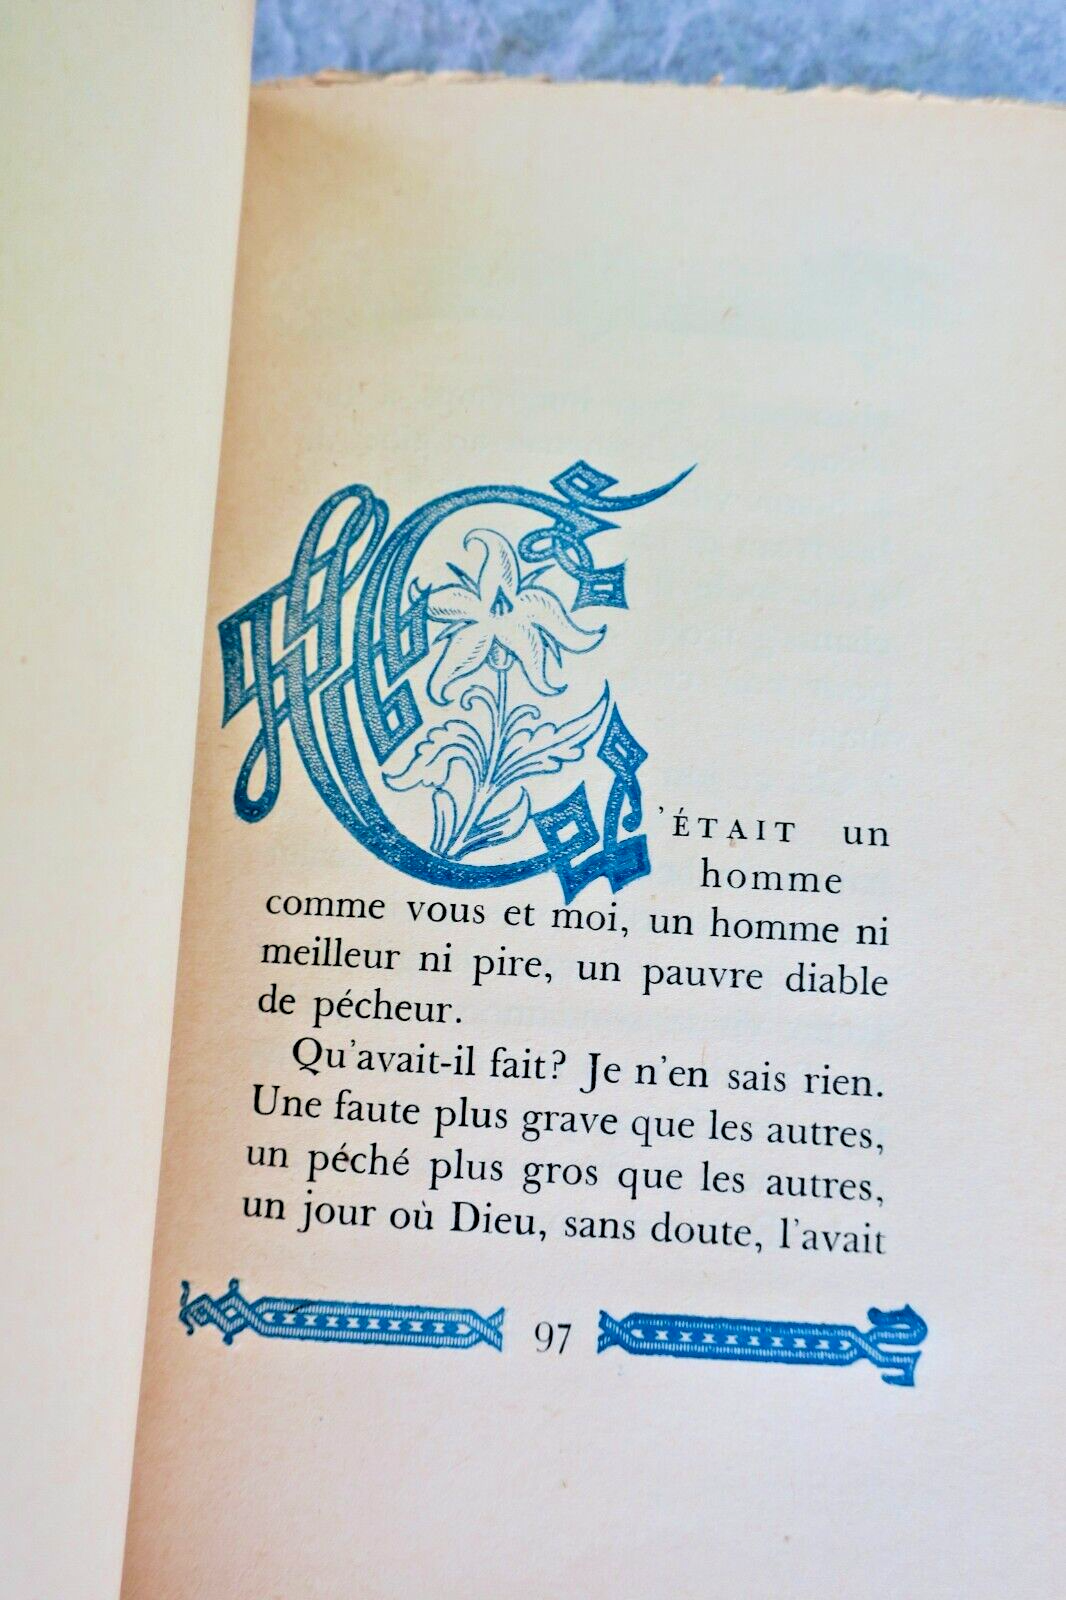 C'ÉTAIT un
homme
comme vous et moi, un homme ni
meilleur ni pire, un pauvre diable
de pécheur.
Qu'avait-il fait? Je n'en sais rien.
Une faute plus grave que les autres,
un péché plus gros que les autres,
un jour où Dieu, sans doute, l'avait
97